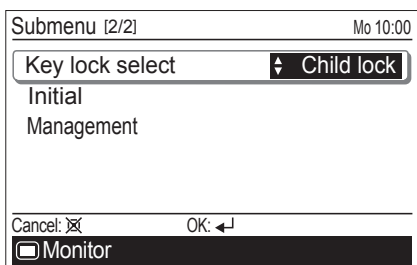 Submenu [2/2] Mo 10:00
Key lock select Child lock
Initial
Management
Cancel: OK:
Monitor